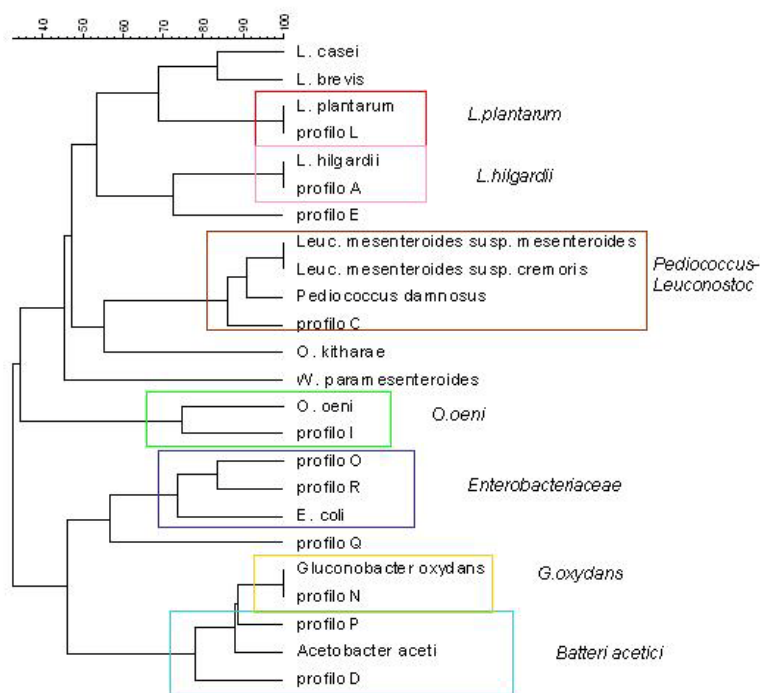 40 50 60 70 80 90 100
L. casei
L. brevis
L. plantarum
profilo L
L.plantarum
L. hilgardii
profilo A
L.hilgardii
profilo E
Leuc. mesenteroides susp. mesenteroides
Leuc. mesenteroides susp. cremoris
Pediococcus damnosus
profilo C
Pediococcus-
Leuconostoc
O. kitharae
W. paramesenteroides
O. oeni
profilo I
O.oeni
profilo O
profilo R
E. coli
Enterobacteriaceae
profilo Q
Gluconobacter oxydans
profilo N
G.oxydans
profilo P
Acetobacter aceti
profilo D
Batteri acetici